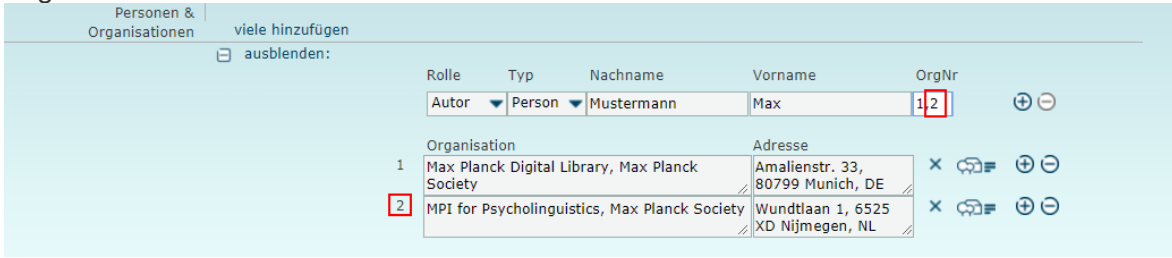 Personen &
Organisationen viele hinzufügen
ausblenden:
Rolle Typ Nachname Vorname OrgNr
Autor Person Mustermann Max 1,2
Organisation Adresse
1 Max Planck Digital Library, Max Planck Amalienstr. 33,
Society 80799 Munich, DE
2 MPI for Psycholinguistics, Max Planck Society Wundtlaan 1, 6525
XD Nijmegen, NL